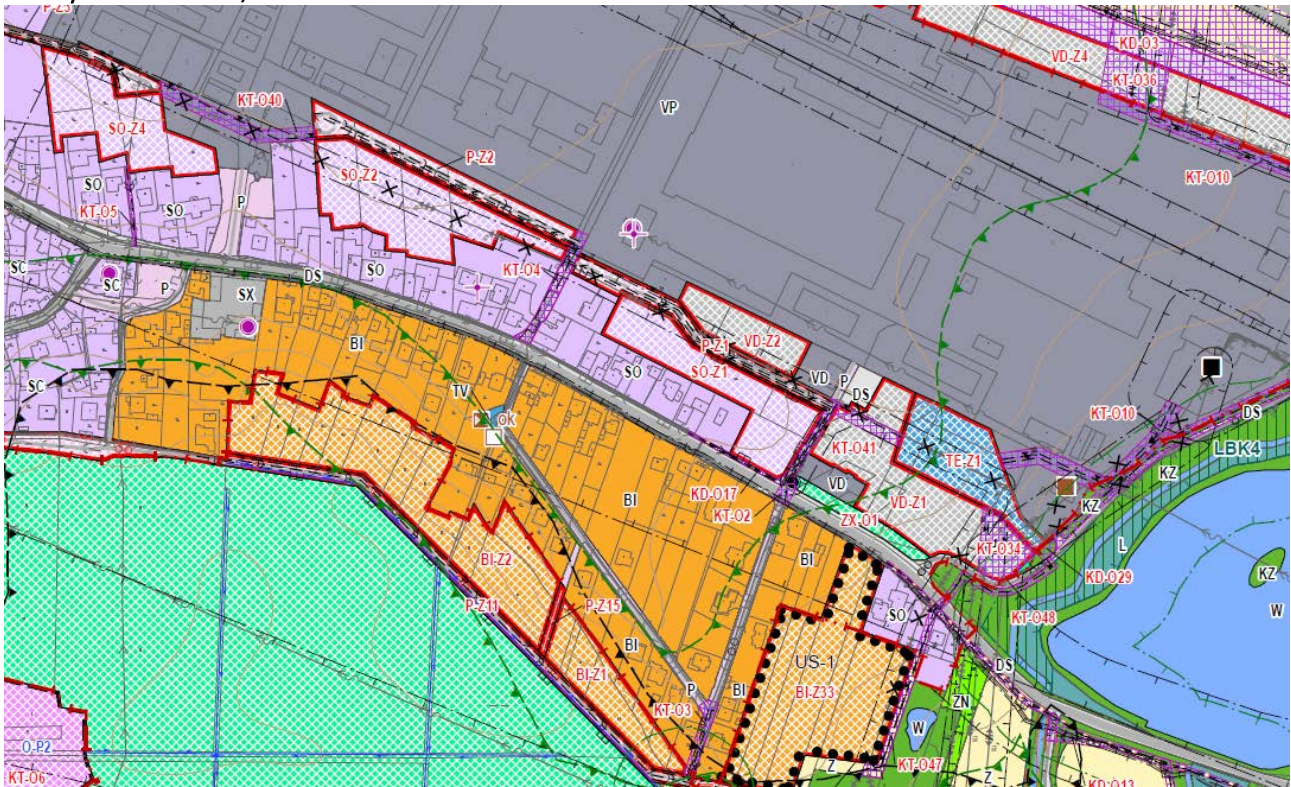 P-Z3
KD-O3
VD-Z4
KT-O36
KT-O40
VP
SO-Z4
P-Z2
SO-Z2
KT-O10
SO
KT-O5
SO
P
SC
DS
SO
KT-O4
SC
P
SX
BI
P-Z1
VD-Z2
SO-Z1
SO
VD
P
DS
SC
TV
ok
KT-O10
DS
LBK4
KT-O41
TE-Z1
KZ
BI
KD-O17
VD
VD-Z1
KZ
KT-O2
ZX-O1
L
KT-O34
BI-Z2
BI
KD-O29
KZ
P-Z11
P-Z15
SO
KT-O48
W
BI
US-1
DS
BI-Z1
P
BI
BI-Z33
KT-O3
ZN
W
O-P2
Z
KT-O47
Z
KT-O6
KD-O13